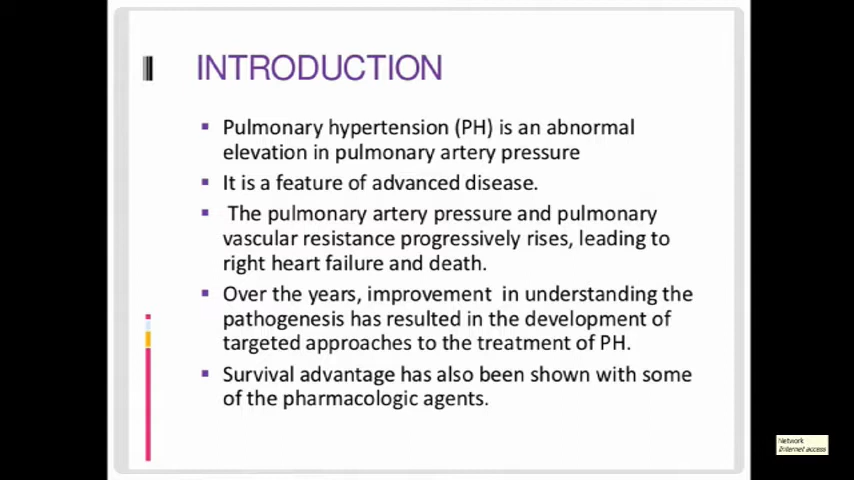 INTRODUCTION
▪ Pulmonary hypertension (PH) is an abnormal
elevation in pulmonary artery pressure
▪ It is a feature of advanced disease.
▪ The pulmonary artery pressure and pulmonary
vascular resistance progressively rises, leading to
right heart failure and death.
▪ Over the years, improvement in understanding the
pathogenesis has resulted in the development of
targeted approaches to the treatment of PH.
▪ Survival advantage has also been shown with some
of the pharmacologic agents.
Network
Internet access